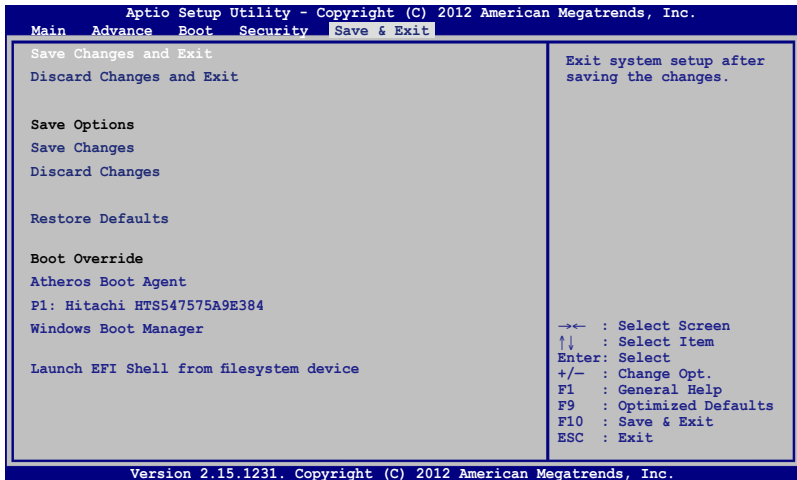 Aptio Setup Utility - Copyright (C) 2012 American Megatrends, Inc.
Main Advance Boot Security Save & Exit
Save Changes and Exit
Discard Changes and Exit
Save Options
Save Changes
Discard Changes
Restore Defaults
Boot Override
Atheros Boot Agent
P1: Hitachi HTS547575A9E384
Windows Boot Manager
Launch EFI Shell from filesystem device
Exit system setup after
saving the changes.
→← : Select Screen
↑↓ : Select Item
Enter: Select
+/— : Change Opt.
F1 : General Help
F9 : Optimized Defaults
F10 : Save & Exit
ESC : Exit
Version 2.15.1231. Copyright (C) 2012 American Megatrends, Inc.